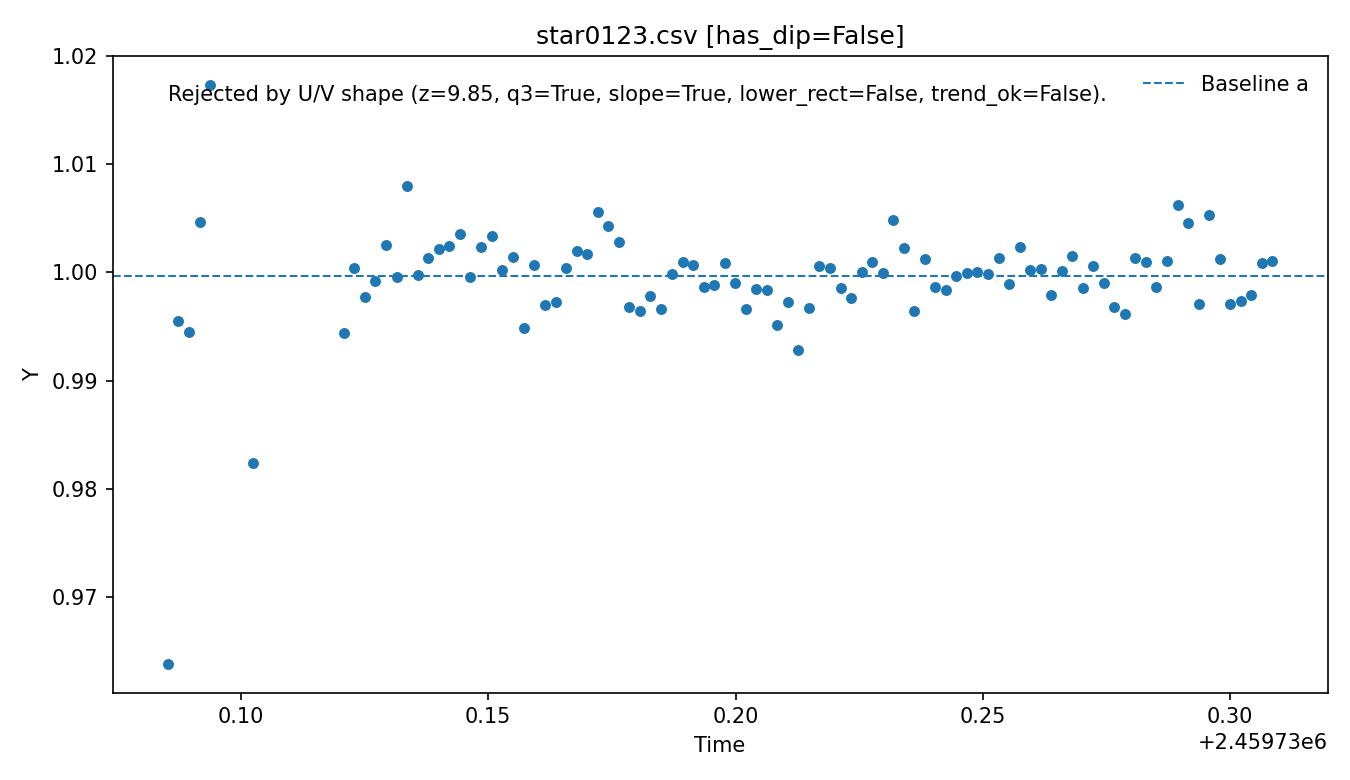 star0123.csv [has_dip=False]
Rejected by U/V shape (z=9.85, q3=True, slope=True, lower_rect=False, trend_ok=False).
Baseline a
1.02
1.01
1.00
0.99
0.98
0.97
Y
0.10 0.15 0.20 0.25 0.30
Time
+2.45973e6